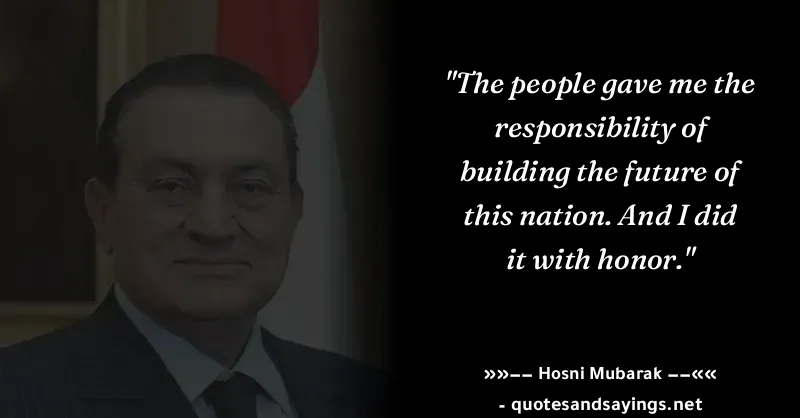 "The people gave me the
responsibility of
building the future of
this nation. And I did
it with honor."
»»−− Hosni Mubarak −−««
- quotesandsayings.net